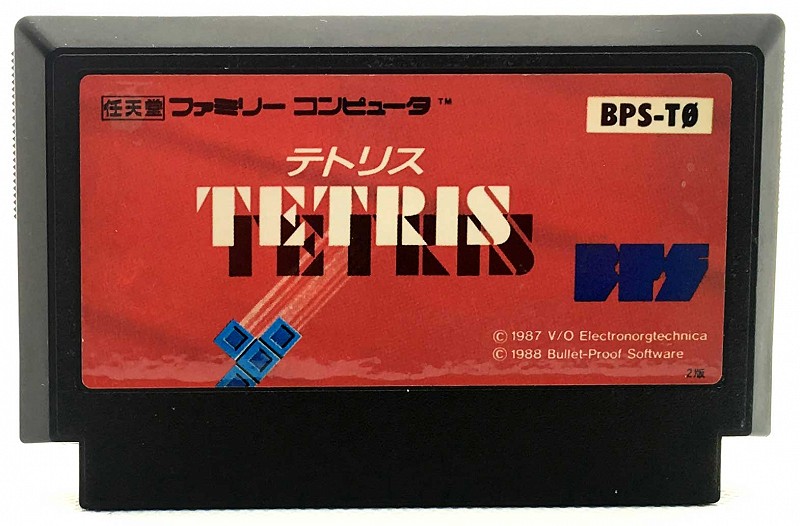 任天堂 ファミリー コンピュータ™
BPS-TØ
テトリス
TETRIS
BPS
© 1987 V/O Electronorgtechnica
© 1988 Bullet-Proof Software
2版